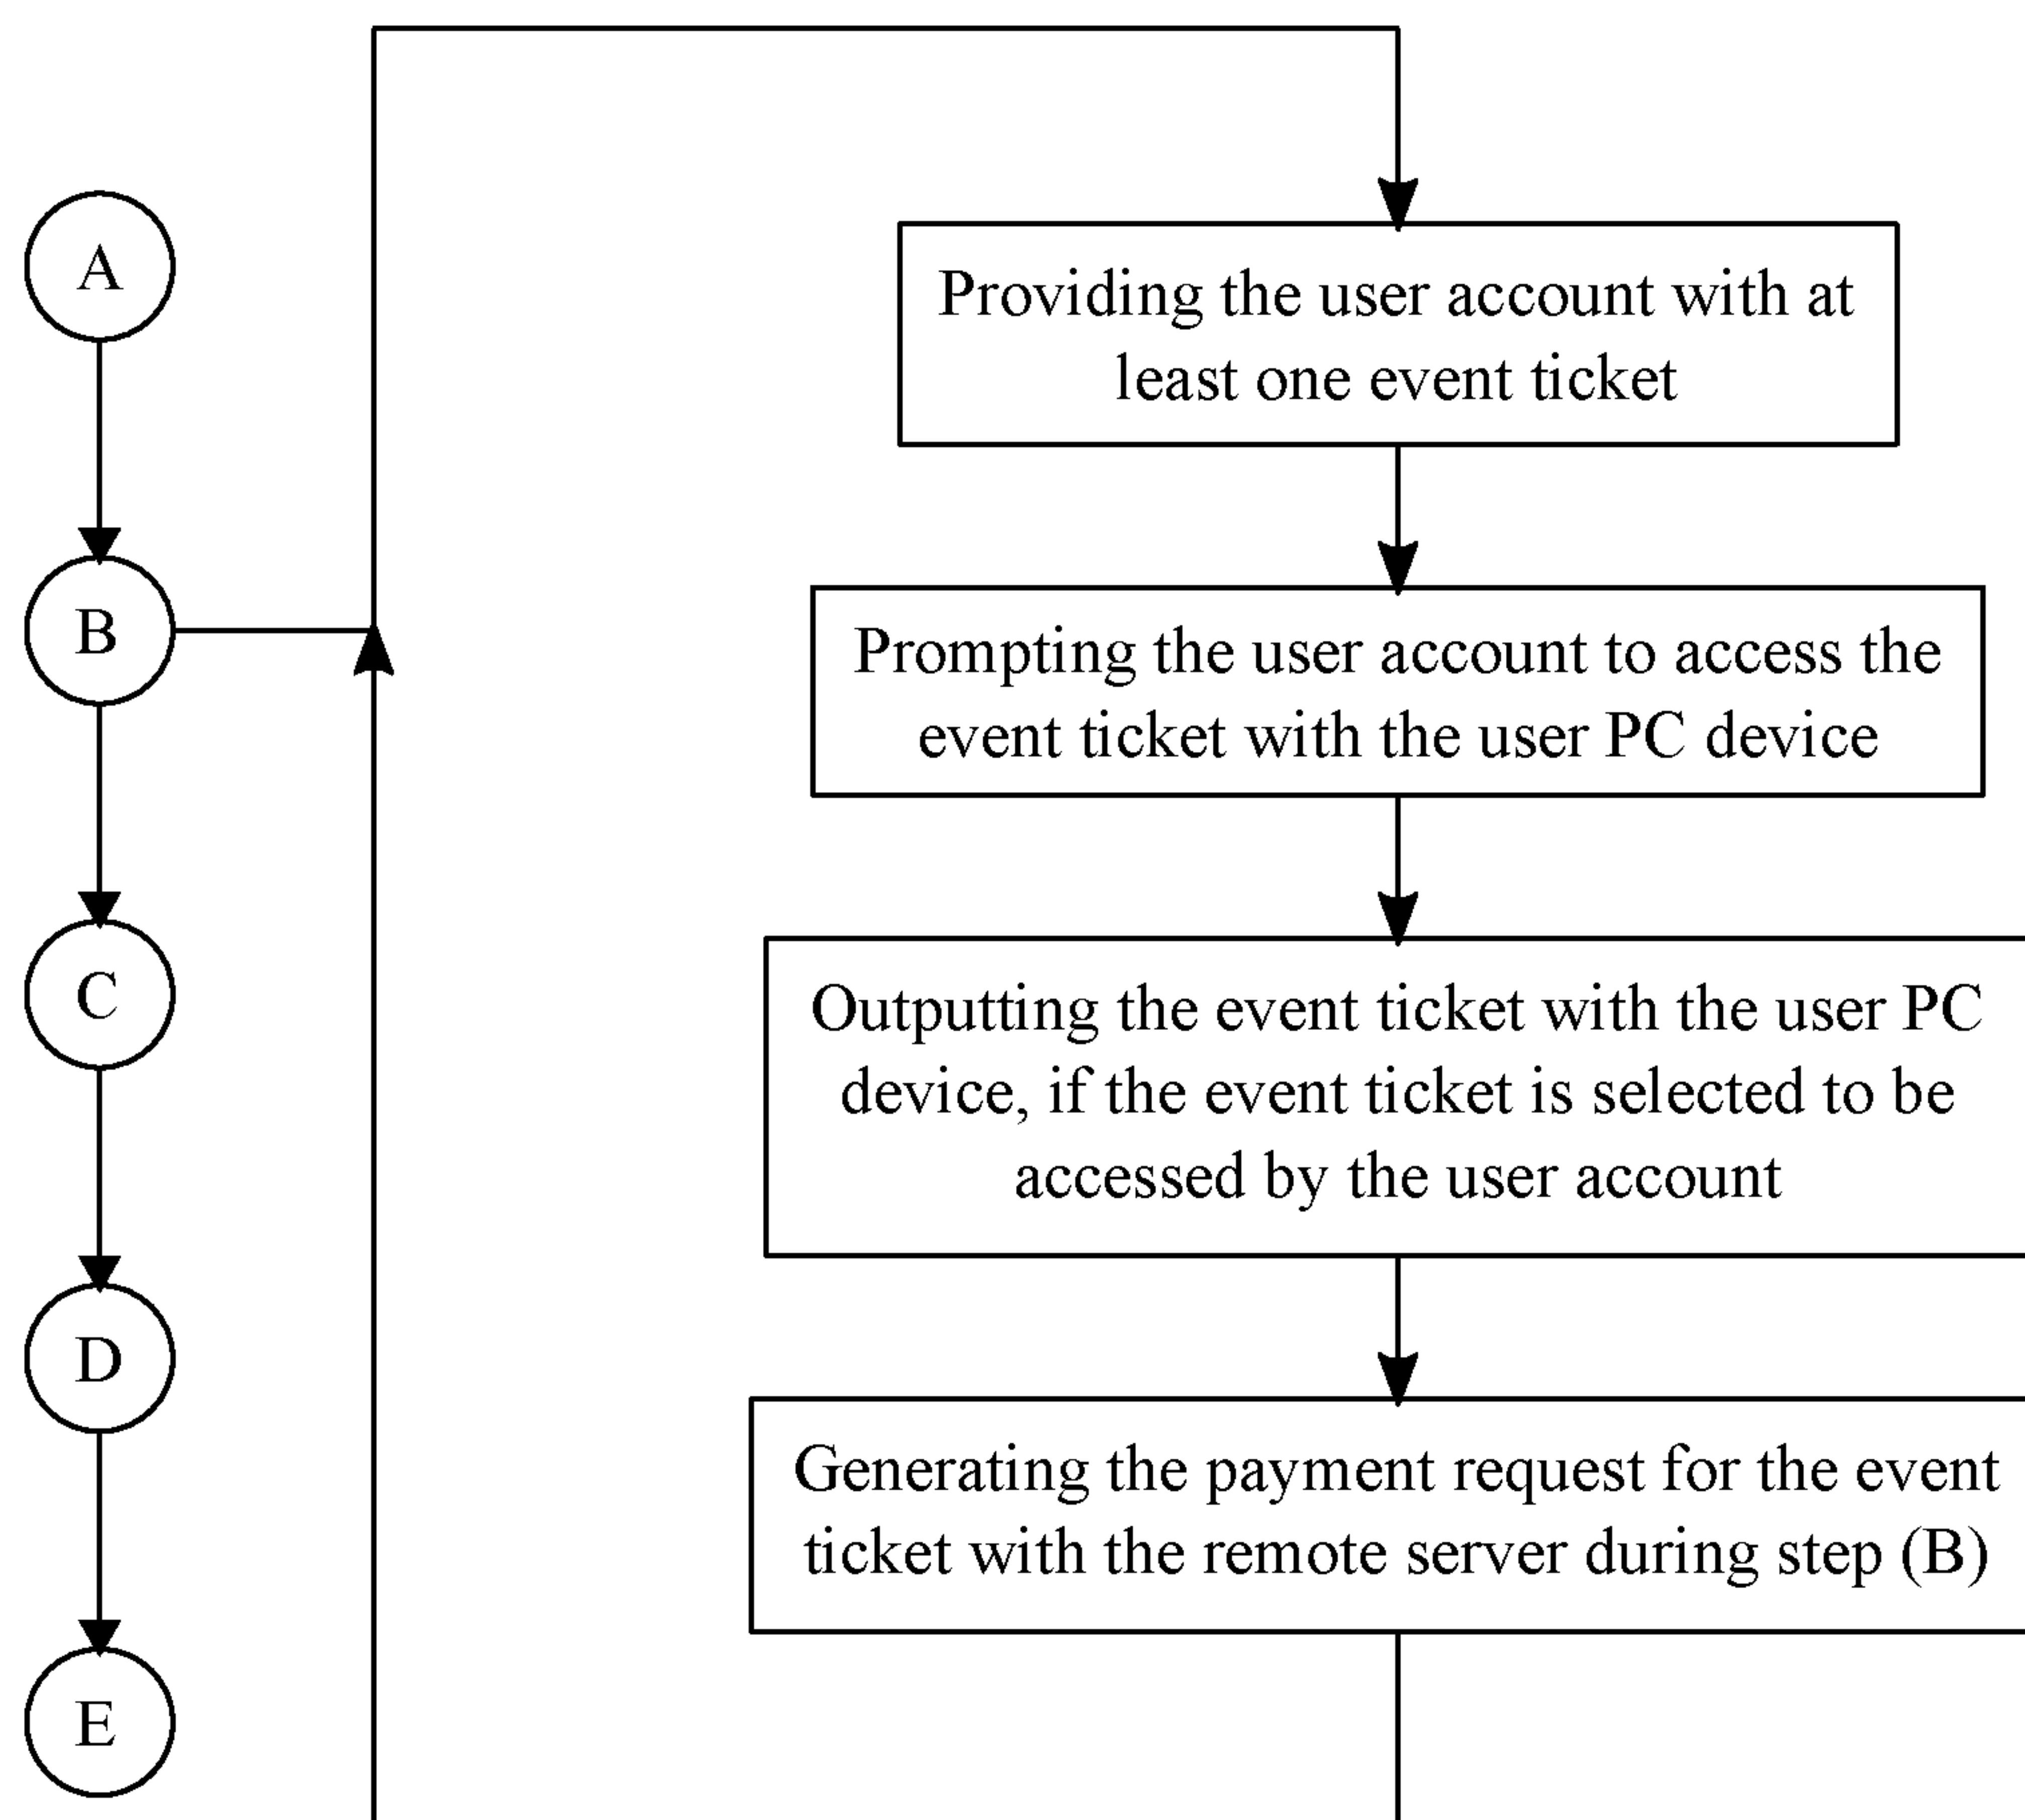 A
B
C
D
E
Providing the user account with at
least one event ticket
Prompting the user account to access the
event ticket with the user PC device
Outputting the event ticket with the user PC
device, if the event ticket is selected to be
accessed by the user account
Generating the payment request for the event
ticket with the remote server during step (B)